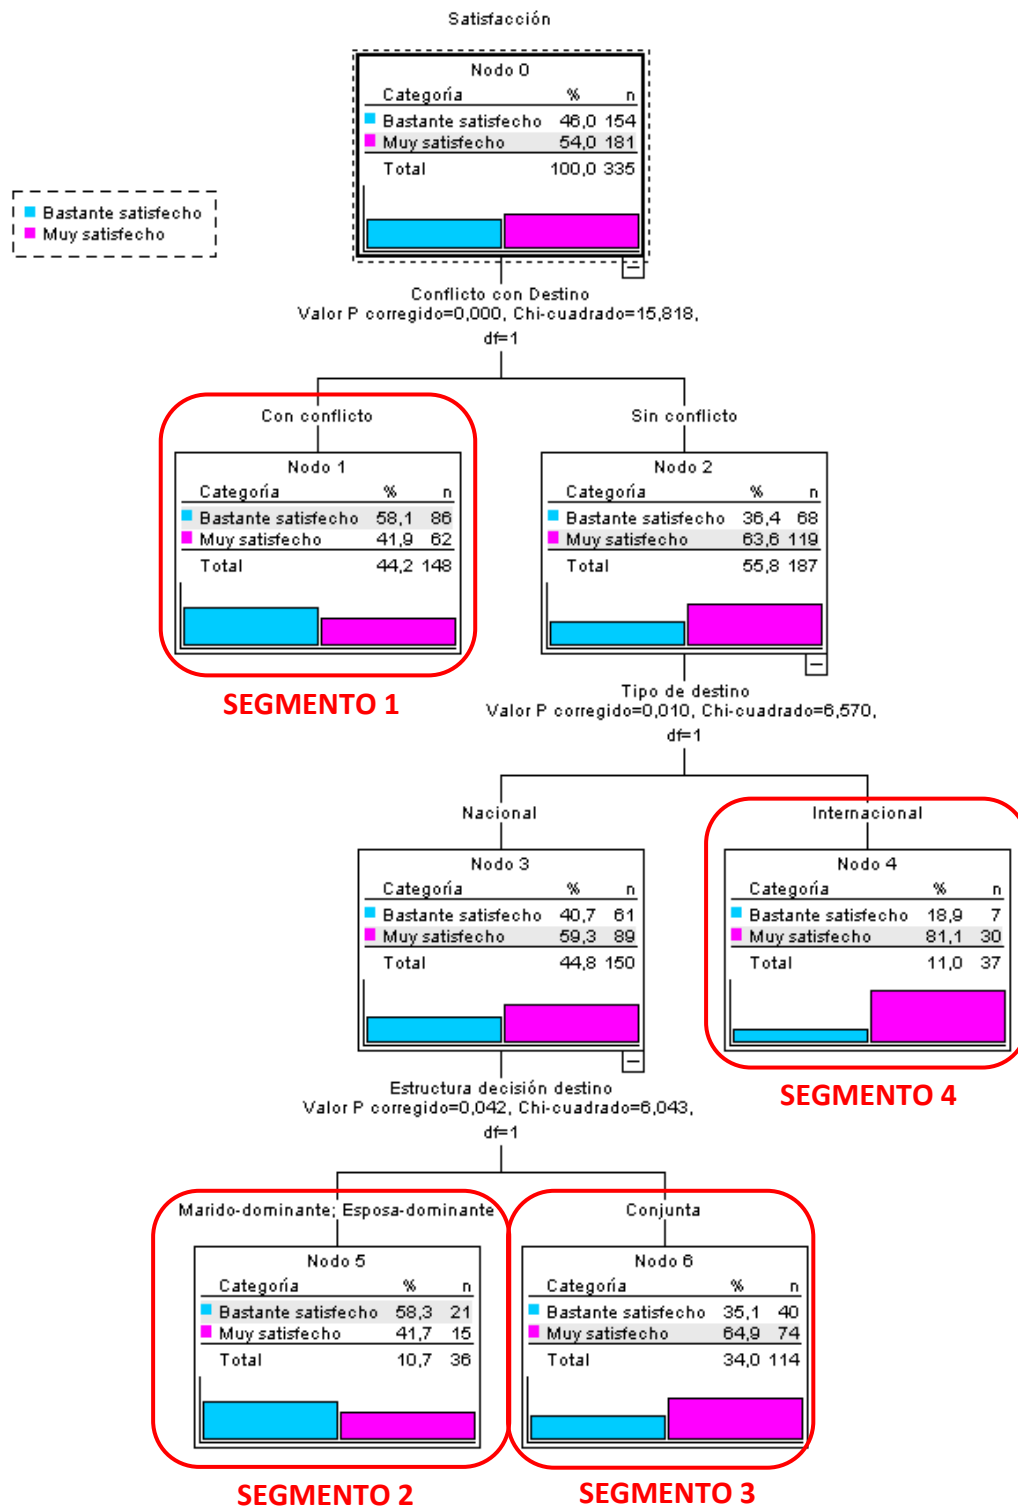 Satisfacción
Nodo 0
Categoría % n
Bastante satisfecho 46,0 154
Muy satisfecho 54,0 181
Total 100,0 335
Bastante satisfecho
Muy satisfecho
Conflicto con Destino
Valor P corregido=0,000, Chi-cuadrado=15,818,
df=1
Con conflicto
Sin conflicto
Nodo 1
Categoría % n
Bastante satisfecho 58,1 86
Muy satisfecho 41,9 62
Total 44,2 148
Nodo 2
Categoría % n
Bastante satisfecho 36,4 68
Muy satisfecho 63,6 119
Total 55,8 187
SEGMENTO 1
Tipo de destino
Valor P corregido=0,010, Chi-cuadrado=6,570,
df=1
Nacional
Internacional
Nodo 3
Categoría % n
Bastante satisfecho 40,7 61
Muy satisfecho 59,3 89
Total 44,8 150
Nodo 4
Categoría % n
Bastante satisfecho 18,9 7
Muy satisfecho 81,1 30
Total 11,0 37
SEGMENTO 4
Estructura decisión destino
Valor P corregido=0,042, Chi-cuadrado=6,043,
df=1
Marido-dominante; Esposa-dominante
Conjunta
Nodo 5
Categoría % n
Bastante satisfecho 58,3 21
Muy satisfecho 41,7 15
Total 10,7 36
Nodo 6
Categoría % n
Bastante satisfecho 35,1 40
Muy satisfecho 64,9 74
Total 34,0 114
SEGMENTO 2
SEGMENTO 3